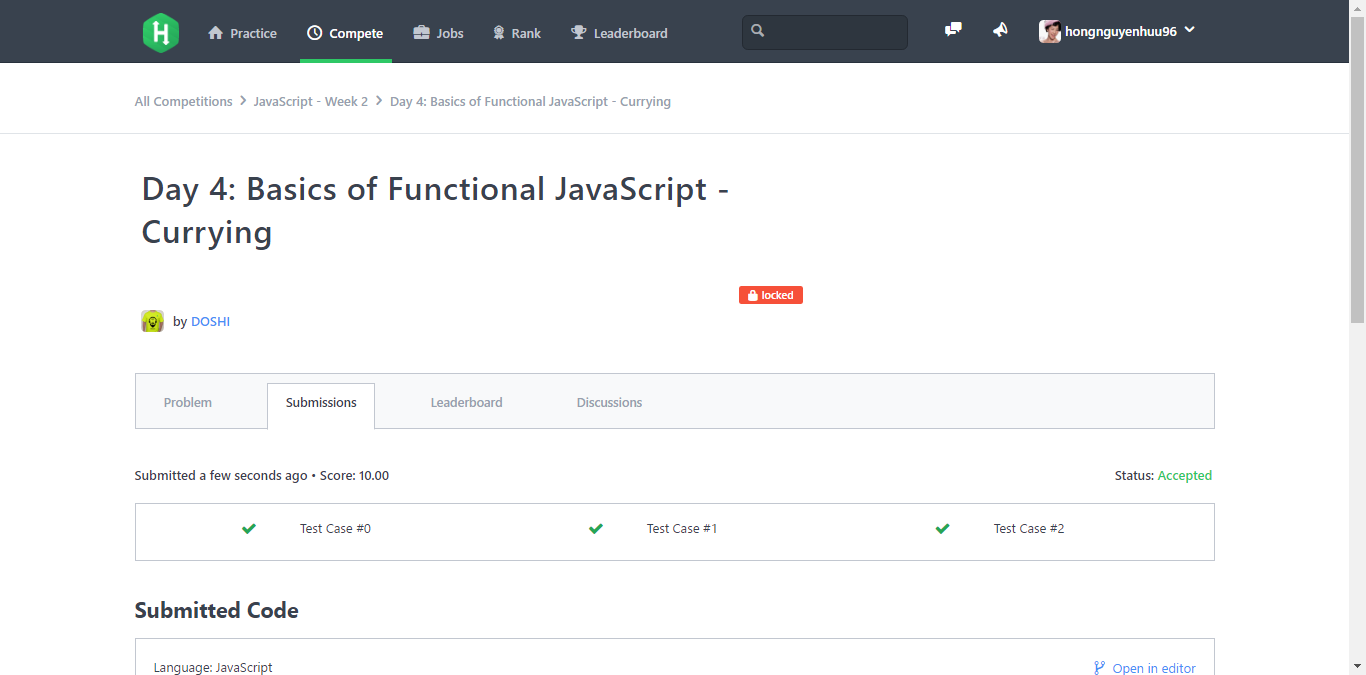 H Practice Compete Jobs Rank Leaderboard hongnguyenhuu96
All Competitions JavaScript - Week 2 Day 4: Basics of Functional JavaScript - Currying
Day 4: Basics of Functional JavaScript -
Currying
locked
by DOSHI
Problem Submissions Leaderboard Discussions
Submitted a few seconds ago • Score: 10.00 Status: Accepted
Test Case #0 Test Case #1 Test Case #2
Submitted Code
Language: JavaScript Open in editor